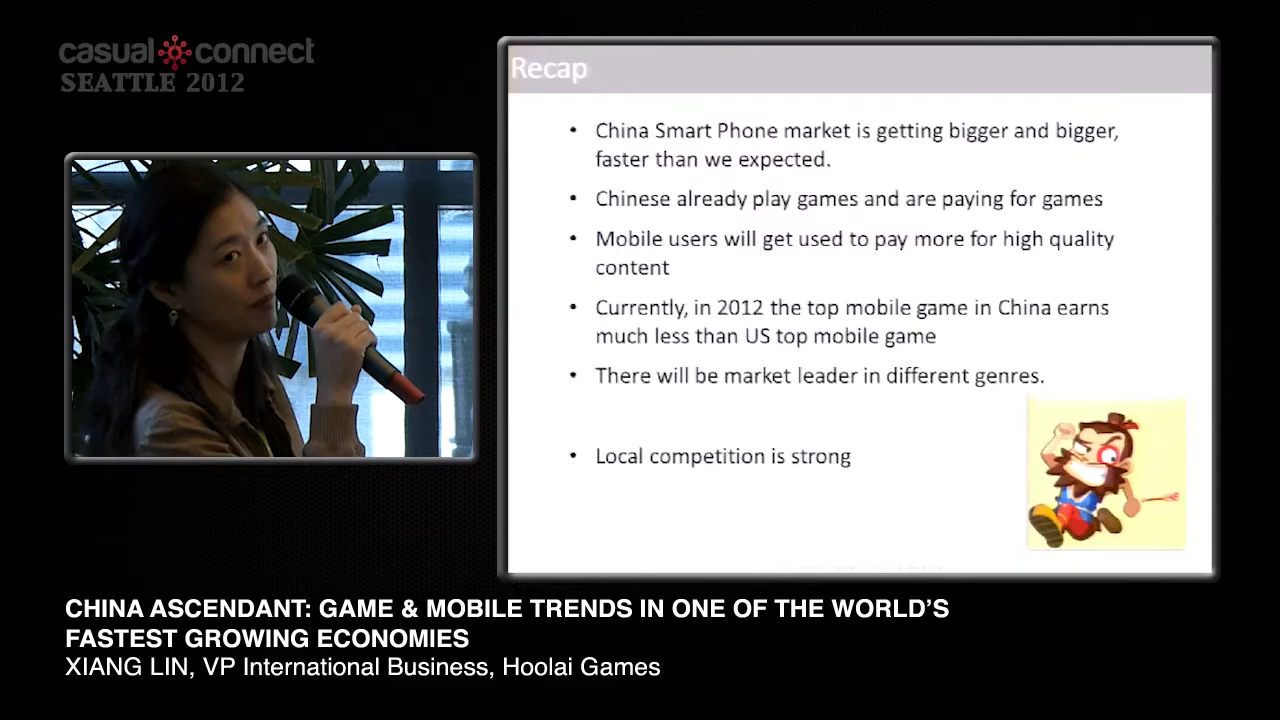 casual connect
SEATTLE 2012
Recap
• China Smart Phone market is getting bigger and bigger,
faster than we expected.
• Chinese already play games and are paying for games
• Mobile users will get used to pay more for high quality
content
• Currently, in 2012 the top mobile game in China earns
much less than US top mobile game
• There will be market leader in different genres.
• Local competition is strong
CHINA ASCENDANT: GAME & MOBILE TRENDS IN ONE OF THE WORLD'S
FASTEST GROWING ECONOMIES
XIANG LIN, VP International Business, Hoolai Games